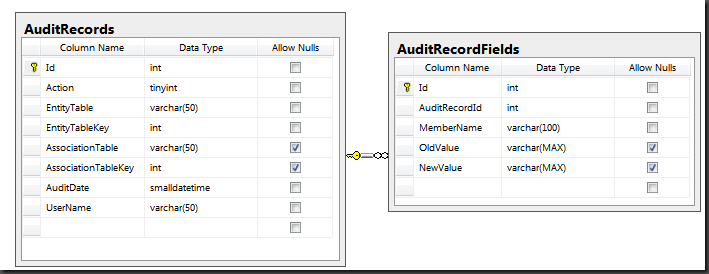 AuditRecords
Column Name Data Type Allow Nulls
Id int
Action tinyint
EntityTable varchar(50)
EntityTableKey int
AssociationTable varchar(50)
AssociationTableKey int
AuditDate smalldatetime
UserName varchar(50)
AuditRecordFields
Column Name Data Type Allow Nulls
Id int
AuditRecordId int
MemberName varchar(100)
OldValue varchar(MAX)
NewValue varchar(MAX)